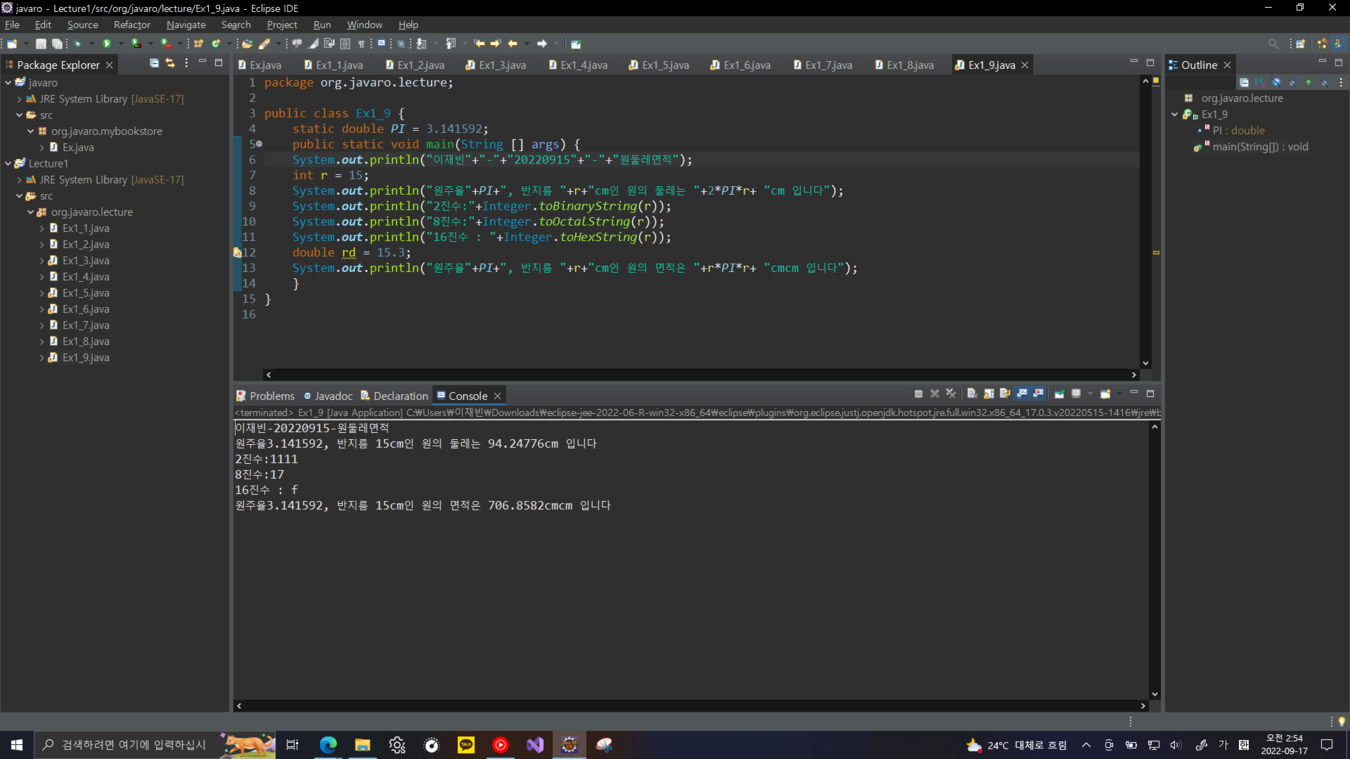 javaro - Lecture1/src/org/javaro/lecture/Ex1_9.java - Eclipse IDE
File Edit Source Refactor Navigate Search Project Run Window Help
Package Explorer
javaro
JRE System Library [JavaSE-17]
src
org.javaro.mybookstore
Ex.java
Lecture1
JRE System Library [JavaSE-17]
src
org.javaro.lecture
Ex1_1.java
Ex1_2.java
Ex1_3.java
Ex1_4.java
Ex1_5.java
Ex1_6.java
Ex1_7.java
Ex1_8.java
Ex1_9.java
Ex.java Ex1_1.java Ex1_2.java Ex1_3.java Ex1_4.java Ex1_5.java Ex1_6.java Ex1_7.java Ex1_8.java Ex1_9.java
1 package org.javaro.lecture;
2
3 public class Ex1_9 {
4 static double PI = 3.141592;
5 public static void main(String [] args) {
6 System.out.println("이재빈"+"-"+"20220915"+"-"+"원둘레면적");
7 int r = 15;
8 System.out.println("원주율"+PI+", 반지름 "+r+"cm인 원의 둘레는 "+2*PI*r+ "cm 입니다");
9 System.out.println("2진수:"+Integer.toBinaryString(r));
10 System.out.println("8진수:"+Integer.toOctalString(r));
11 System.out.println("16진수 : "+Integer.toHexString(r));
12 double rd = 15.3;
13 System.out.println("원주율"+PI+", 반지름 "+r+"cm인 원의 면적은 "+r*PI*r+ "cmcm 입니다");
14 }
15 }
16
Problems Javadoc Declaration Console
<terminated> Ex1_9 [Java Application] C:₩Users₩이재빈₩Downloads₩eclipse-jee-2022-06-R-win32-x86_64₩eclipse₩plugins₩org.eclipse.justj.openjdk.hotspot.jre.full.win32.x86_64_17.0.3.v20220515-1416₩jre₩b
이재빈-20220915-원둘레면적
원주율3.141592, 반지름 15cm인 원의 둘레는 94.24776cm 입니다
2진수:1111
8진수:17
16진수 : f
원주율3.141592, 반지름 15cm인 원의 면적은 706.8582cmcm 입니다
Outline
org.javaro.lecture
Ex1_9
PI : double
main(String[]) : void
검색하려면 여기에 입력하십시
TALK
24°C 대체로 흐림
가
한
오전 2:54
2022-09-17